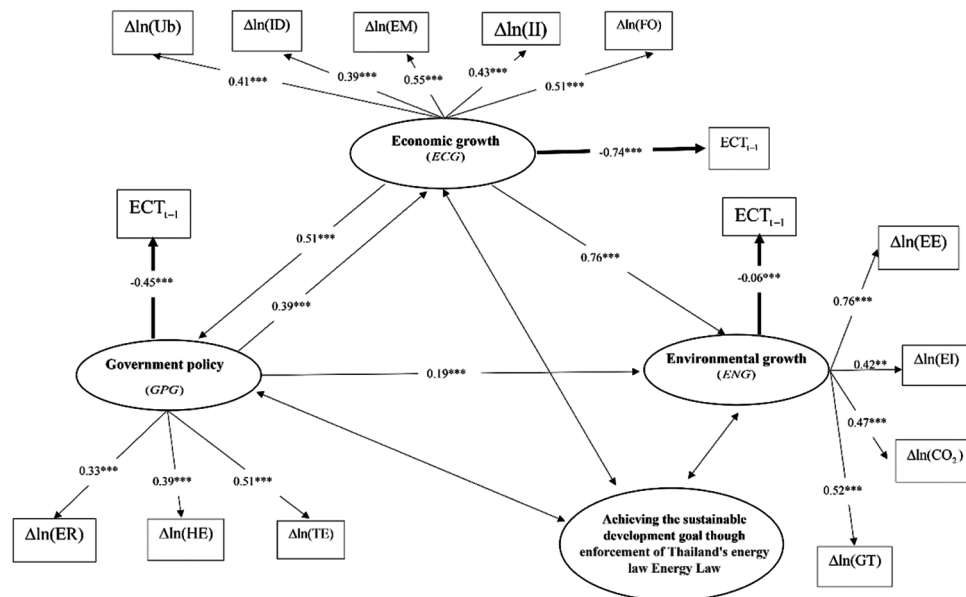 Δln(Ub)
Δln(ID)
Δln(EM)
Δln(II)
Δln(FO)
0.41***
0.39***
0.55***
0.43***
0.51***
Economic growth
(ECG)
-0.74***
ECTt−1
ECTt−1
ECTt−1
0.51***
0.39***
0.76***
-0.45***
-0.06***
Δln(EE)
0.76***
Government policy
(GPG)
0.19***
Environmental growth
(ENG)
0.42**
Δln(EI)
0.47***
Δln(CO2)
0.33***
0.39***
0.51***
0.52***
Δln(ER)
Δln(HE)
Δln(TE)
Achieving the sustainable
development goal though
enforcement of Thailand's energy
law Energy Law
Δln(GT)